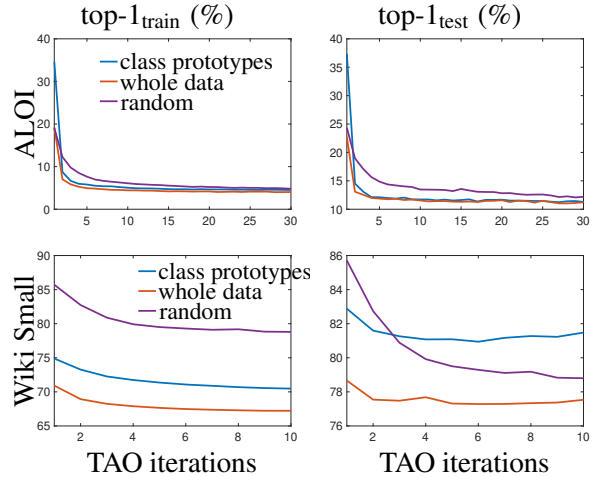 top-1train (%)
top-1test (%)
ALOI
40
30
20
10
0
5 10 15 20 25 30
class prototypes
whole data
random
40
35
30
25
20
15
10
5 10 15 20 25 30
Wiki Small
90
85
80
75
70
65
2 4 6 8 10
class prototypes
whole data
random
86
84
82
80
78
76
2 4 6 8 10
TAO iterations
TAO iterations